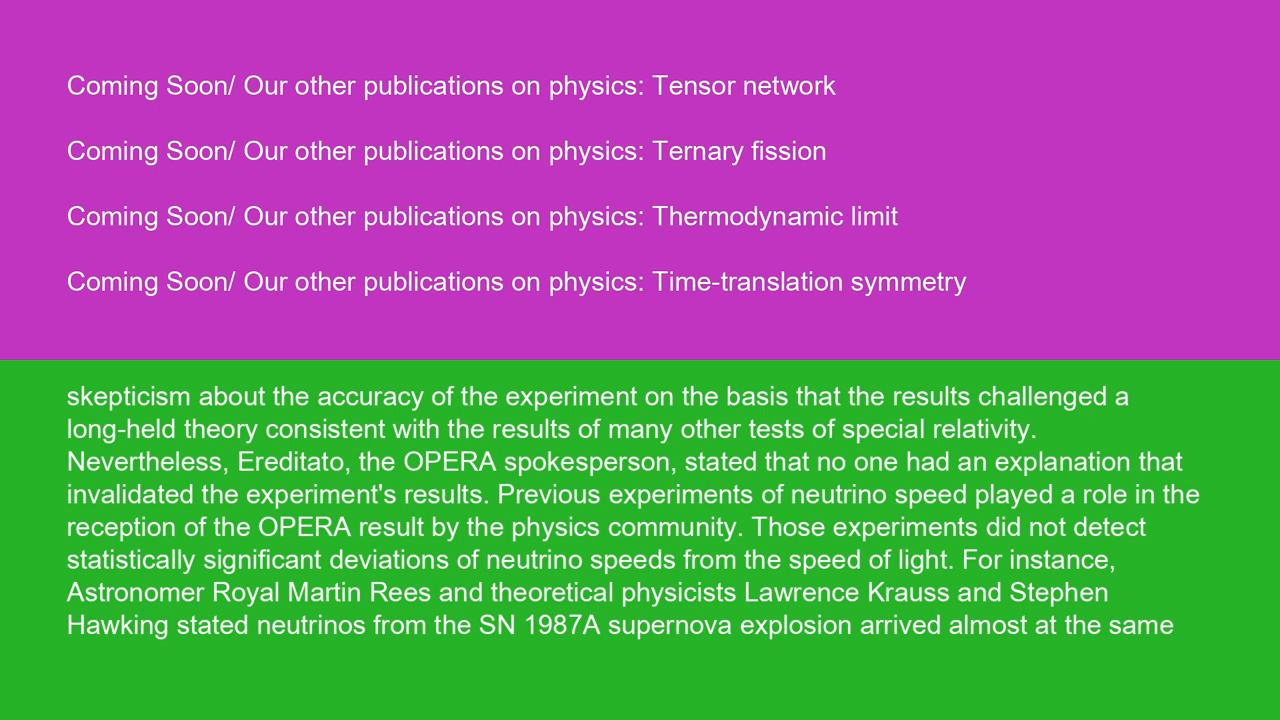 Coming Soon/ Our other publications on physics: Tensor network
Coming Soon/ Our other publications on physics: Ternary fission
Coming Soon/ Our other publications on physics: Thermodynamic limit
Coming Soon/ Our other publications on physics: Time-translation symmetry
skepticism about the accuracy of the experiment on the basis that the results challenged a
long-held theory consistent with the results of many other tests of special relativity.
Nevertheless, Ereditato, the OPERA spokesperson, stated that no one had an explanation that
invalidated the experiment's results. Previous experiments of neutrino speed played a role in the
reception of the OPERA result by the physics community. Those experiments did not detect
statistically significant deviations of neutrino speeds from the speed of light. For instance,
Astronomer Royal Martin Rees and theoretical physicists Lawrence Krauss and Stephen
Hawking stated neutrinos from the SN 1987A supernova explosion arrived almost at the same